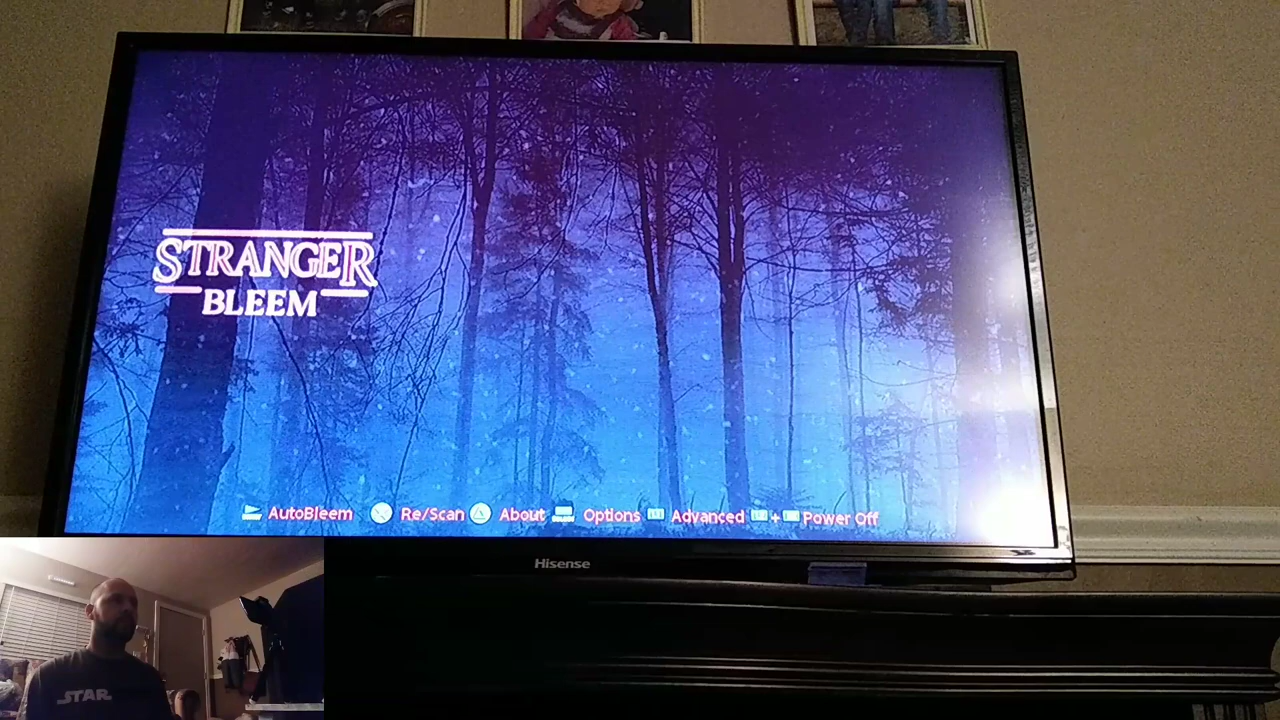 STRANGER
BLEEM
AutoBleem Re/Scan About Options Advanced + Power Off
Hisense
STAR